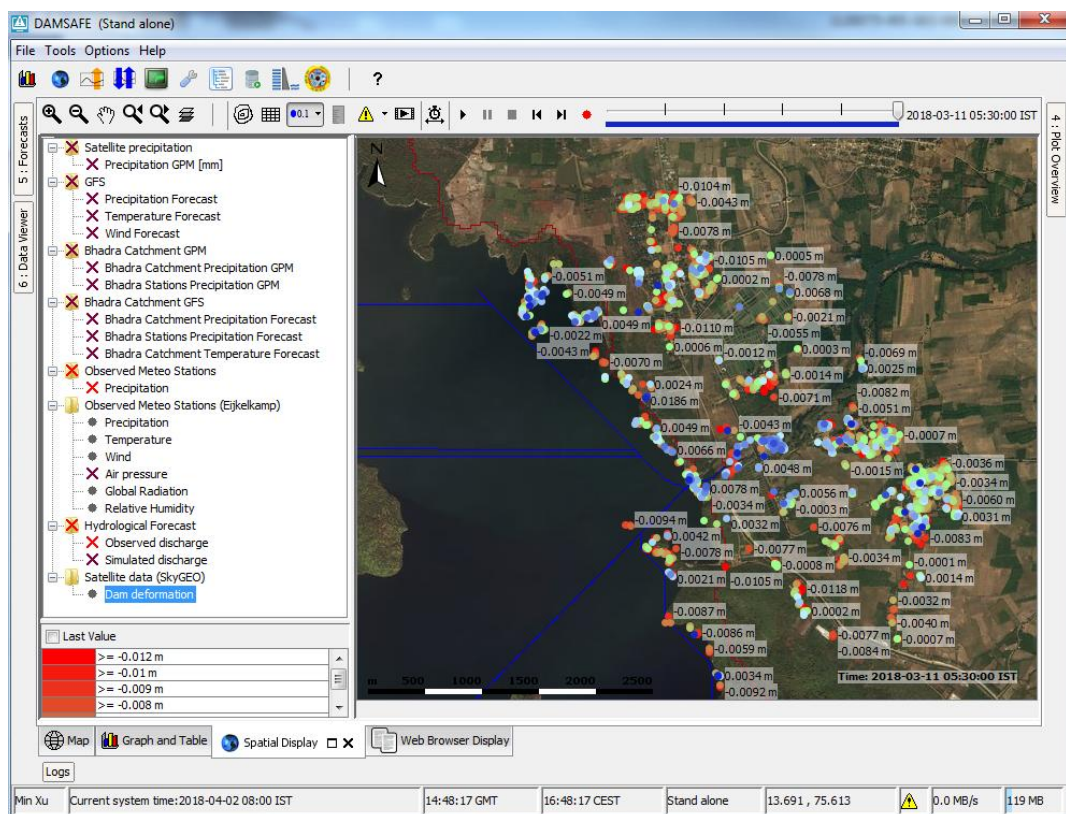 DAMSAFE (Stand alone)
File Tools Options Help
?
0.1
2018-03-11 05:30:00 IST
5 : Forecasts
6 : Data Viewer
4 : Plot Overview
Satellite precipitation
Precipitation GPM [mm]
GFS
Precipitation Forecast
Temperature Forecast
Wind Forecast
Bhadra Catchment GPM
Bhadra Catchment Precipitation GPM
Bhadra Stations Precipitation GPM
Bhadra Catchment GFS
Bhadra Catchment Precipitation Forecast
Bhadra Stations Precipitation Forecast
Bhadra Catchment Temperature Forecast
Observed Meteo Stations
Precipitation
Observed Meteo Stations (Eijkelkamp)
Precipitation
Temperature
Wind
Air pressure
Global Radiation
Relative Humidity
Hydrological Forecast
Observed discharge
Simulated discharge
Satellite data (SkyGEO)
Dam deformation
Last Value
>= -0.012 m
>= -0.01 m
>= -0.009 m
>= -0.008 m
N
-0.0104 m
-0.0043 m
-0.0078 m
-0.0105 m
0.0005 m
-0.0051 m
0.0002 m
-0.0078 m
-0.0049 m
0.0068 m
-0.0021 m
0.0049 m
-0.0110 m
-0.0055 m
-0.0022 m
-0.0043 m
0.0006 m
-0.0012 m
0.0003 m
-0.0069 m
-0.0070 m
0.0025 m
-0.0014 m
0.0024 m
-0.0071 m
-0.0082 m
0.0186 m
-0.0051 m
0.0049 m
-0.0043 m
-0.0007 m
0.0066 m
0.0048 m
-0.0015 m
-0.0036 m
-0.0034 m
0.0078 m
0.0056 m
-0.0060 m
-0.0034 m
-0.0003 m
0.0031 m
-0.0094 m
0.0032 m
-0.0076 m
0.0042 m
-0.0083 m
-0.0078 m
-0.0077 m
-0.0034 m
-0.0001 m
-0.0008 m
0.0021 m
-0.0105 m
0.0014 m
-0.0118 m
-0.0032 m
-0.0087 m
0.0002 m
-0.0040 m
-0.0086 m
-0.0077 m
-0.0007 m
-0.0059 m
-0.0084 m
0.0034 m
-0.0092 m
m 500 1000 1500 2000 2500
Time: 2018-03-11 05:30:00 IST
Map Graph and Table Spatial Display Web Browser Display
Logs
Min Xu Current system time:2018-04-02 08:00 IST 14:48:17 GMT 16:48:17 CEST Stand alone 13.691 , 75.613 0.0 MB/s 119 MB